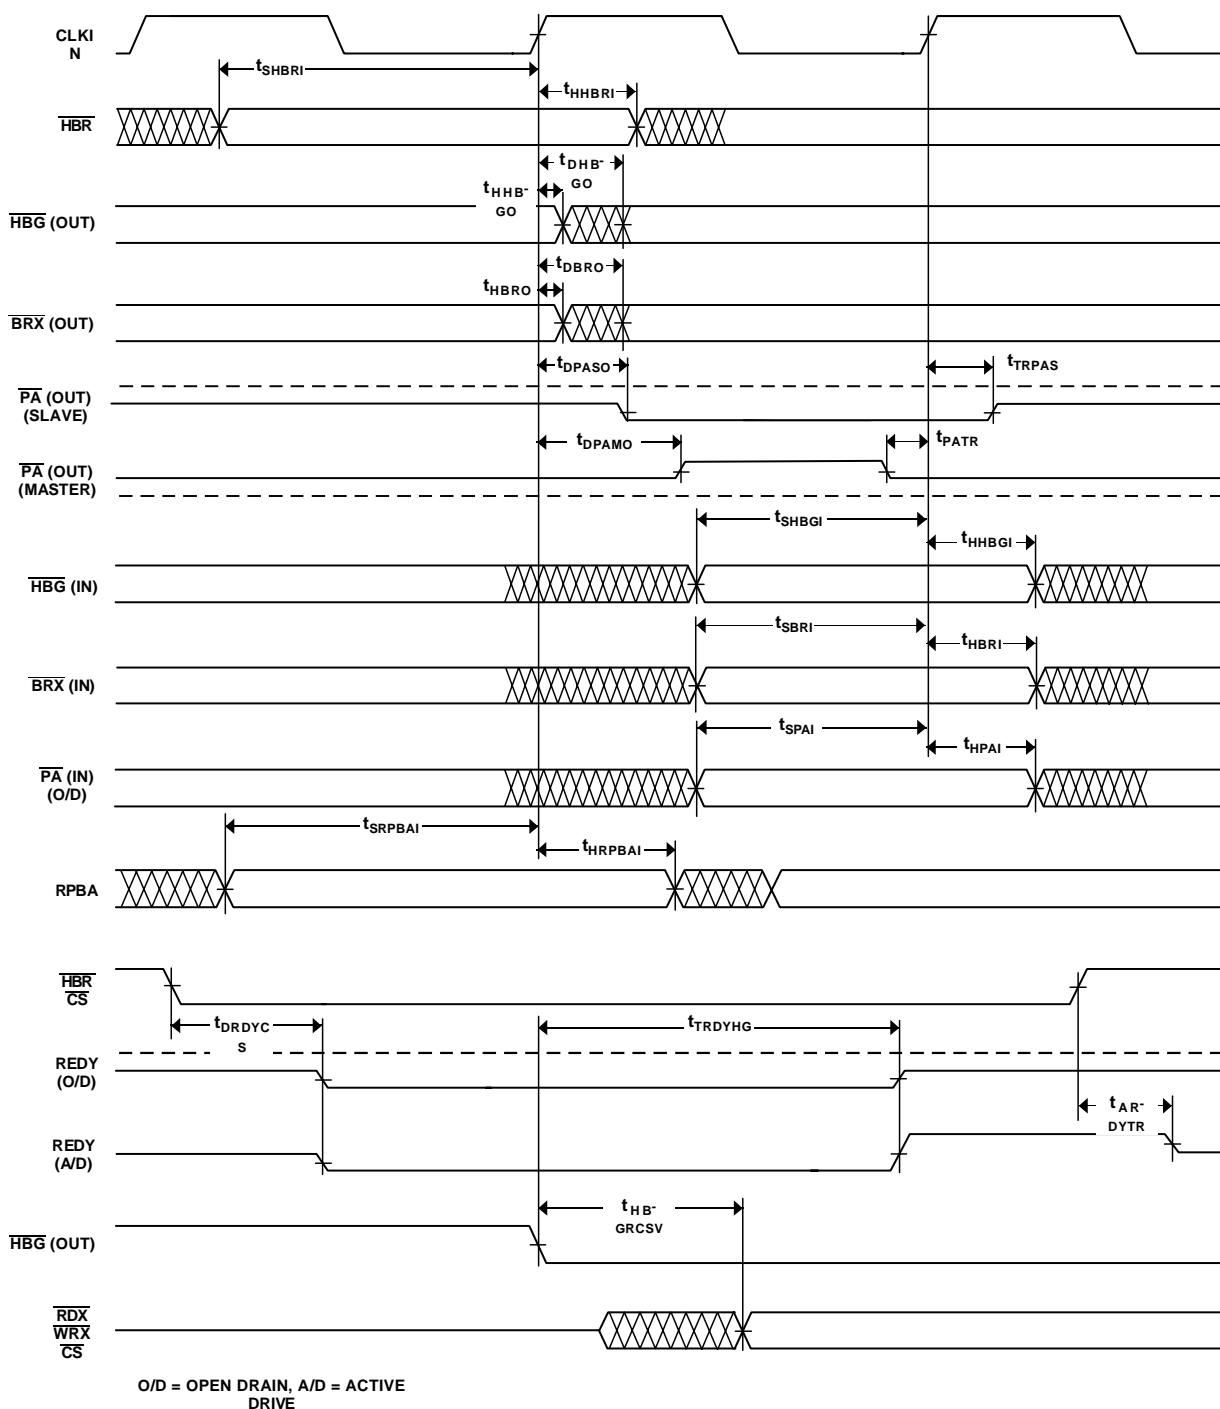 CLKI
N
tSHBRI
tHHBRI
HBR
tDHB-
GO
tHHB-
GO
HBG (OUT)
tDBRO
tHBRO
BRX (OUT)
tDPASO
tTRPAS
PA (OUT)
(SLAVE)
tDPAMO
tPATR
PA (OUT)
(MASTER)
tSHBGI
tHHBGI
HBG (IN)
tSBRI
tHBRI
BRX (IN)
tSPAI
tHPAI
PA (IN)
(O/D)
tSRPBAI
tHRPBAI
RPBA
HBR
CS
tDRDYC
S
tTRDYHG
REDY
(O/D)
tAR-
DYTR
REDY
(A/D)
tHB-
GRCSV
HBG (OUT)
RDX
WRX
CS
O/D = OPEN DRAIN, A/D = ACTIVE
DRIVE